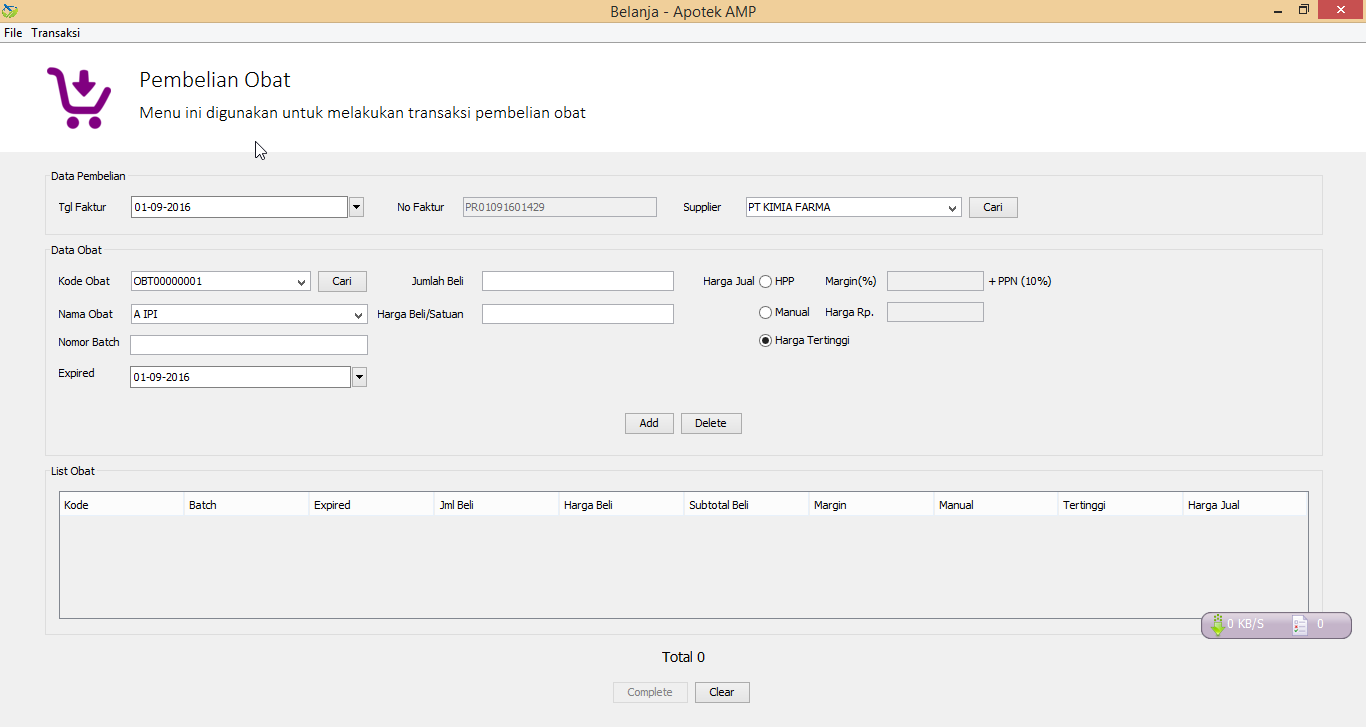 Belanja - Apotek AMP
File Transaksi
Pembelian Obat
Menu ini digunakan untuk melakukan transaksi pembelian obat
Data Pembelian
Tgl Faktur 01-09-2016 No Faktur PR01091601429 Supplier PT KIMIA FARMA Cari
Data Obat
Kode Obat OBT00000001 Cari Jumlah Beli Harga Jual HPP Margin(%) + PPN (10%)
Nama Obat A IPI Harga Beli/Satuan Manual Harga Rp.
Nomor Batch Harga Tertinggi
Expired 01-09-2016
Add Delete
List Obat
Kode Batch Expired Jml Beli Harga Beli Subtotal Beli Margin Manual Tertinggi Harga Jual
0 KB/S 0
Total 0
Complete Clear